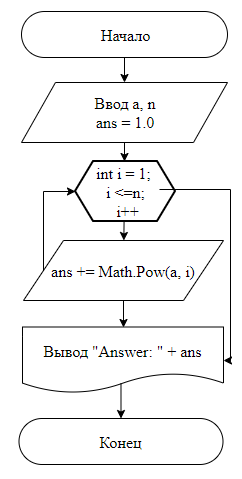 Начало
Ввод a, n
ans = 1.0
int i = 1;
i <=n;
i++
ans += Math.Pow(a, i)
Вывод "Answer: " + ans
Конец